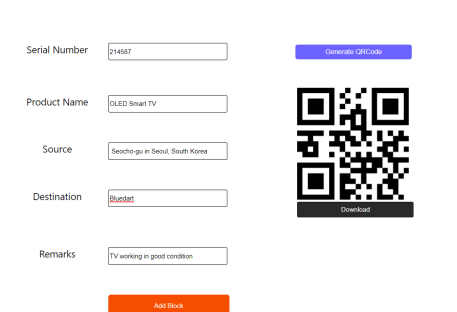 Serial Number 214587
Generate QRCode
Product Name OLED Smart TV
Source Seocho-gu in Seoul, South Korea
Destination Bluedart
Download
Remarks TV working in good condition
Add Block